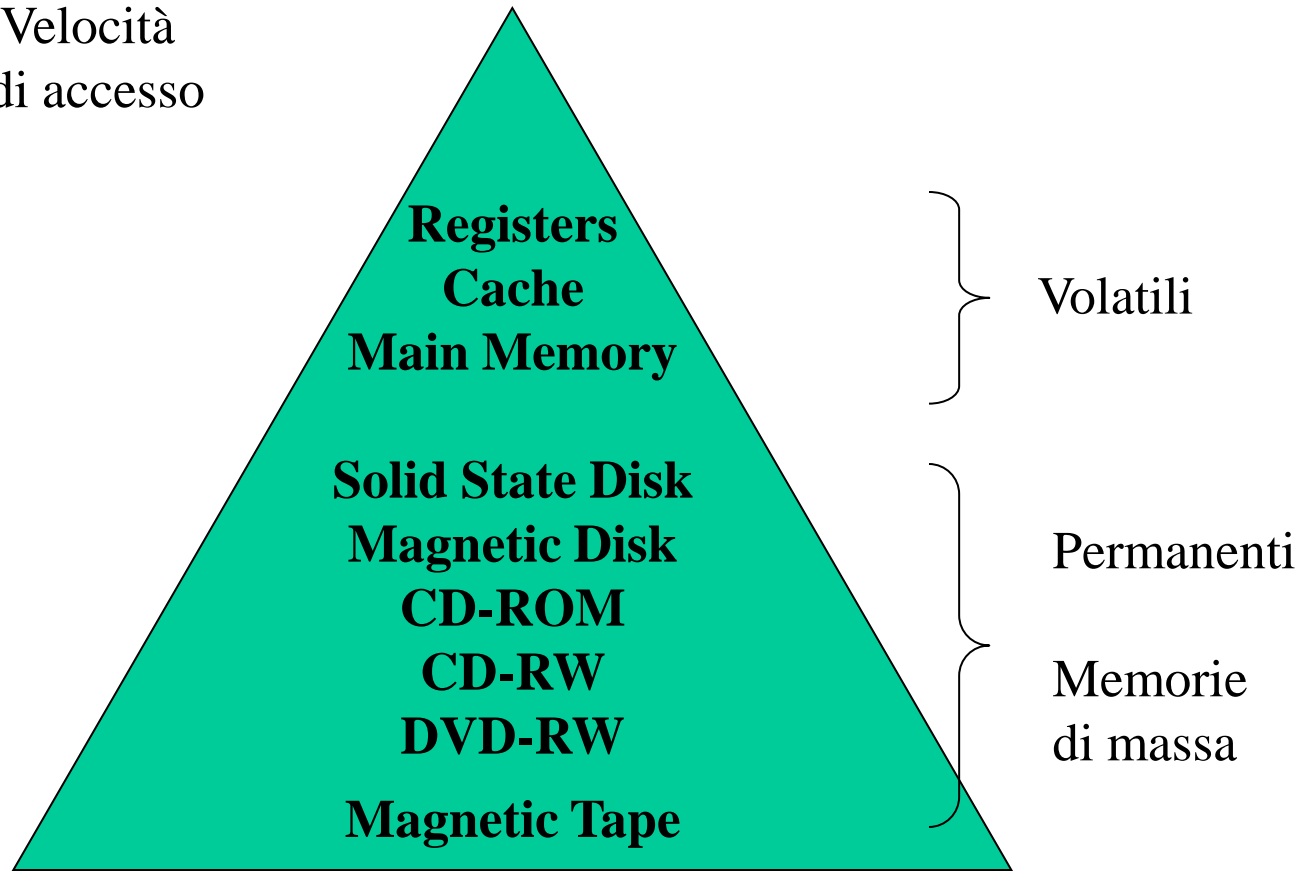 Velocità
di accesso
Registers
Cache
Main Memory
Volatili
Solid State Disk
Magnetic Disk
CD-ROM
CD-RW
DVD-RW
Magnetic Tape
Permanenti
Memorie
di massa